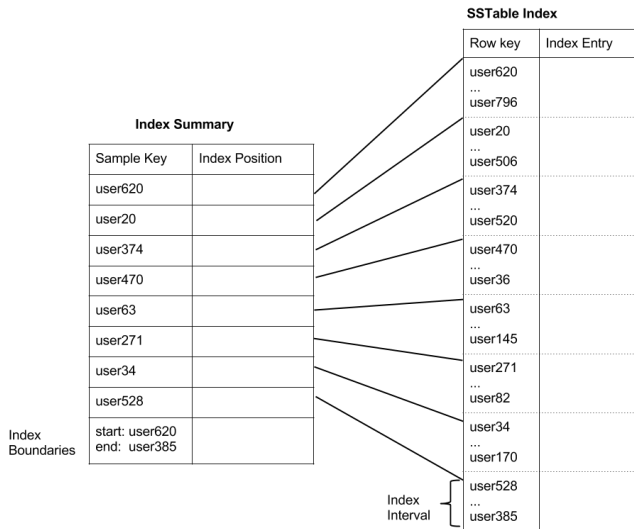 SSTable Index
Row key Index Entry
user620
...
user796
user20
...
user506
user374
...
user520
user470
...
user36
user63
...
user145
user271
...
user82
user34
...
user170
user528
...
user385
Index Summary
Sample Key Index Position
user620
user20
user374
user470
user63
user271
user34
user528
start: user620
end: user385
Index
Boundaries
Index
Interval